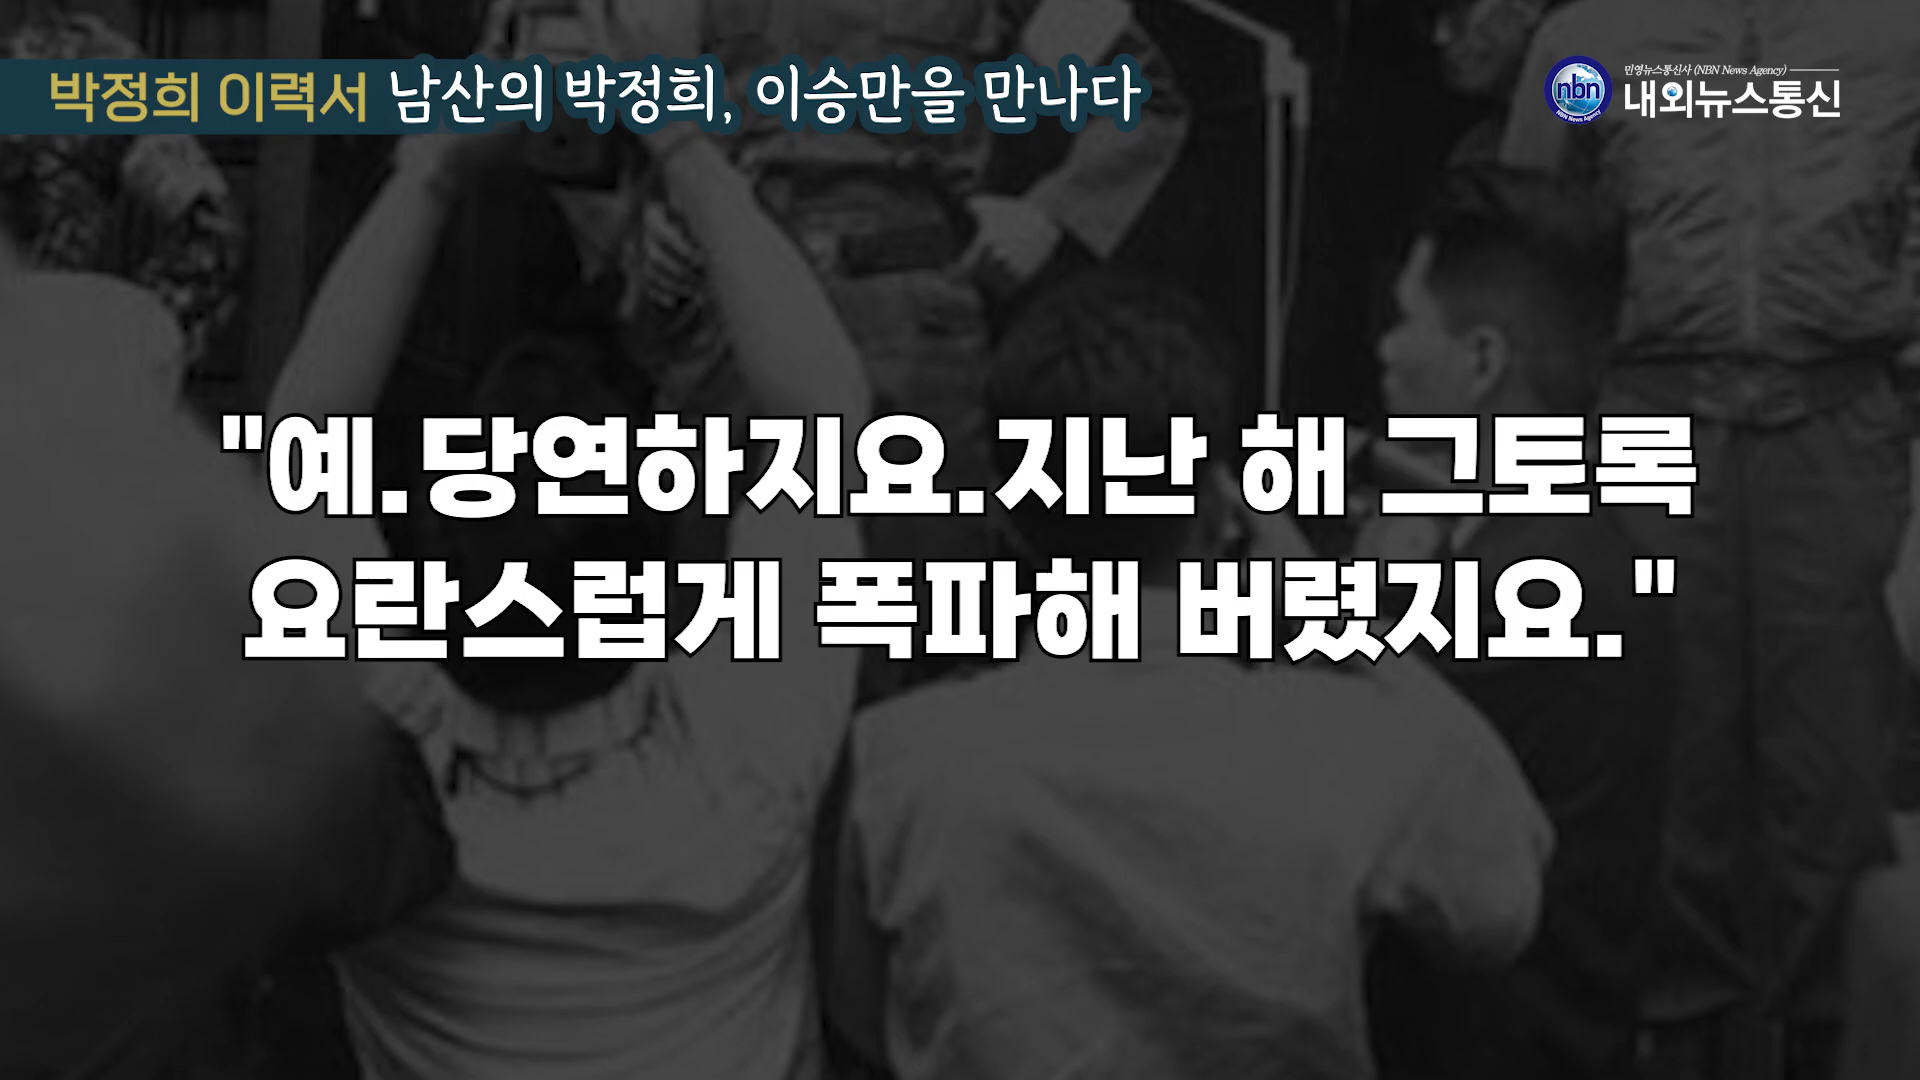 박정희 이력서 남산의 박정희, 이승만을 만나다
민영뉴스통신사 (NBN News Agency)
nbn
NBN News Agency
내외뉴스통신
"예.당연하지요.지난 해 그토록
요란스럽게 폭파해 버렸지요."